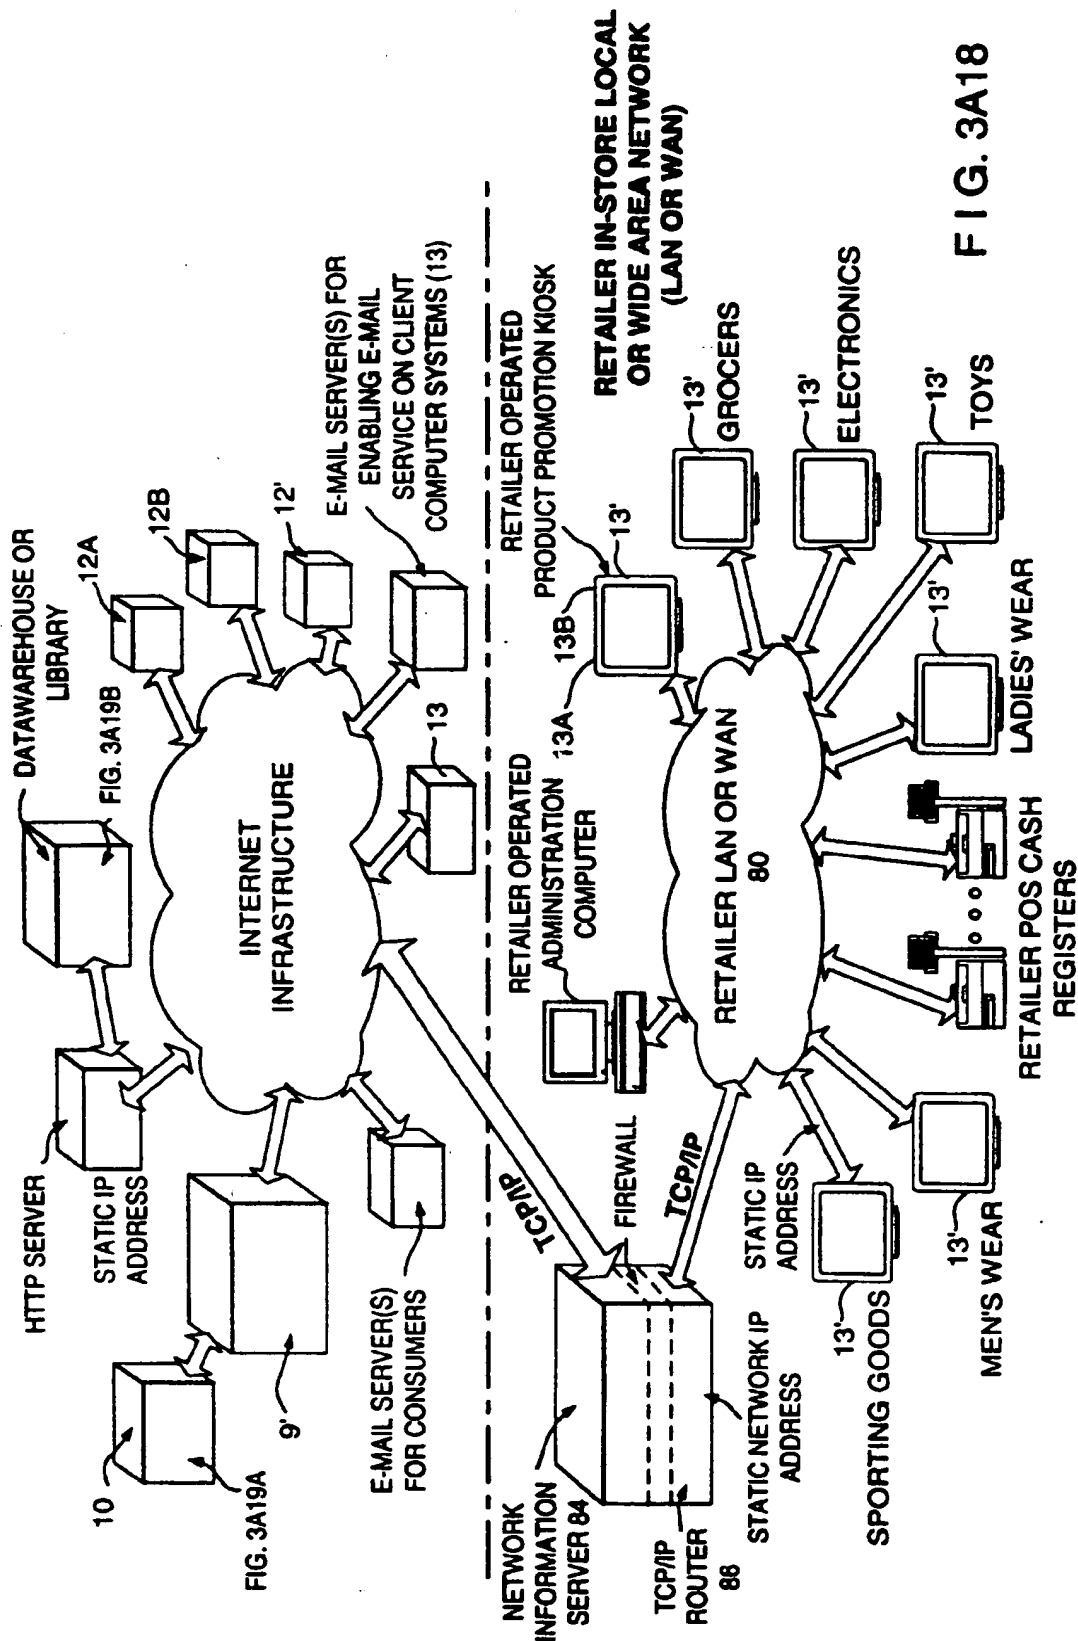 DATAWAREHOUSE OR
LIBRARY
FIG. 3A19B
12A
12B
12'
HTTP SERVER
STATIC IP
ADDRESS
10
FIG. 3A19A
9'
INTERNET
INFRASTRUCTURE
E-MAIL SERVER(S) FOR
ENABLING E-MAIL
SERVICE ON CLIENT
COMPUTER SYSTEMS (13)
13
E-MAIL SERVER(S)
FOR CONSUMERS
TCP/IP
RETAILER OPERATED
PRODUCT PROMOTION KIOSK
RETAILER IN-STORE LOCAL
OR WIDE AREA NETWORK
(LAN OR WAN)
RETAILER OPERATED
ADMINISTRATION
COMPUTER
13A
13B
13'
NETWORK
INFORMATION
SERVER 84
FIREWALL
TCP/IP
TCP/IP
ROUTER
86
STATIC NETWORK IP
ADDRESS
STATIC IP
ADDRESS
RETAILER LAN OR WAN
80
13'
GROCERS
13'
ELECTRONICS
13'
TOYS
13'
LADIES' WEAR
RETAILER POS CASH
REGISTERS
13'
MEN'S WEAR
13'
SPORTING GOODS
FIG. 3A18